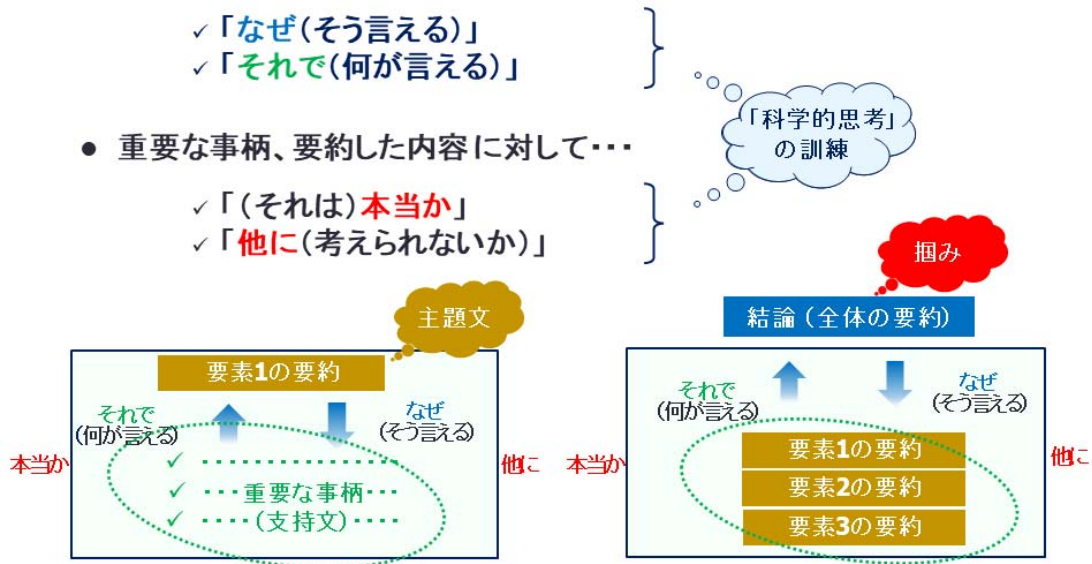 ✓「なぜ(そう言える)」
✓「それで(何が言える)」
「科学的思考」
の訓練
● 重要な事柄、要約した内容に対して・・・
✓「(それは)本当か」
✓「他に(考えられないか)」
主題文
要素1の要約
それで
(何が言える)
なぜ
(そう言える)
本当か
他に
✓ ・・・・・・・・・・・・・・・・
✓ ・・・重要な事柄・・・
✓ ・・・・(支持文)・・・・
掴み
結論(全体の要約)
それで
(何が言える)
なぜ
(そう言える)
本当か
他に
要素1の要約
要素2の要約
要素3の要約